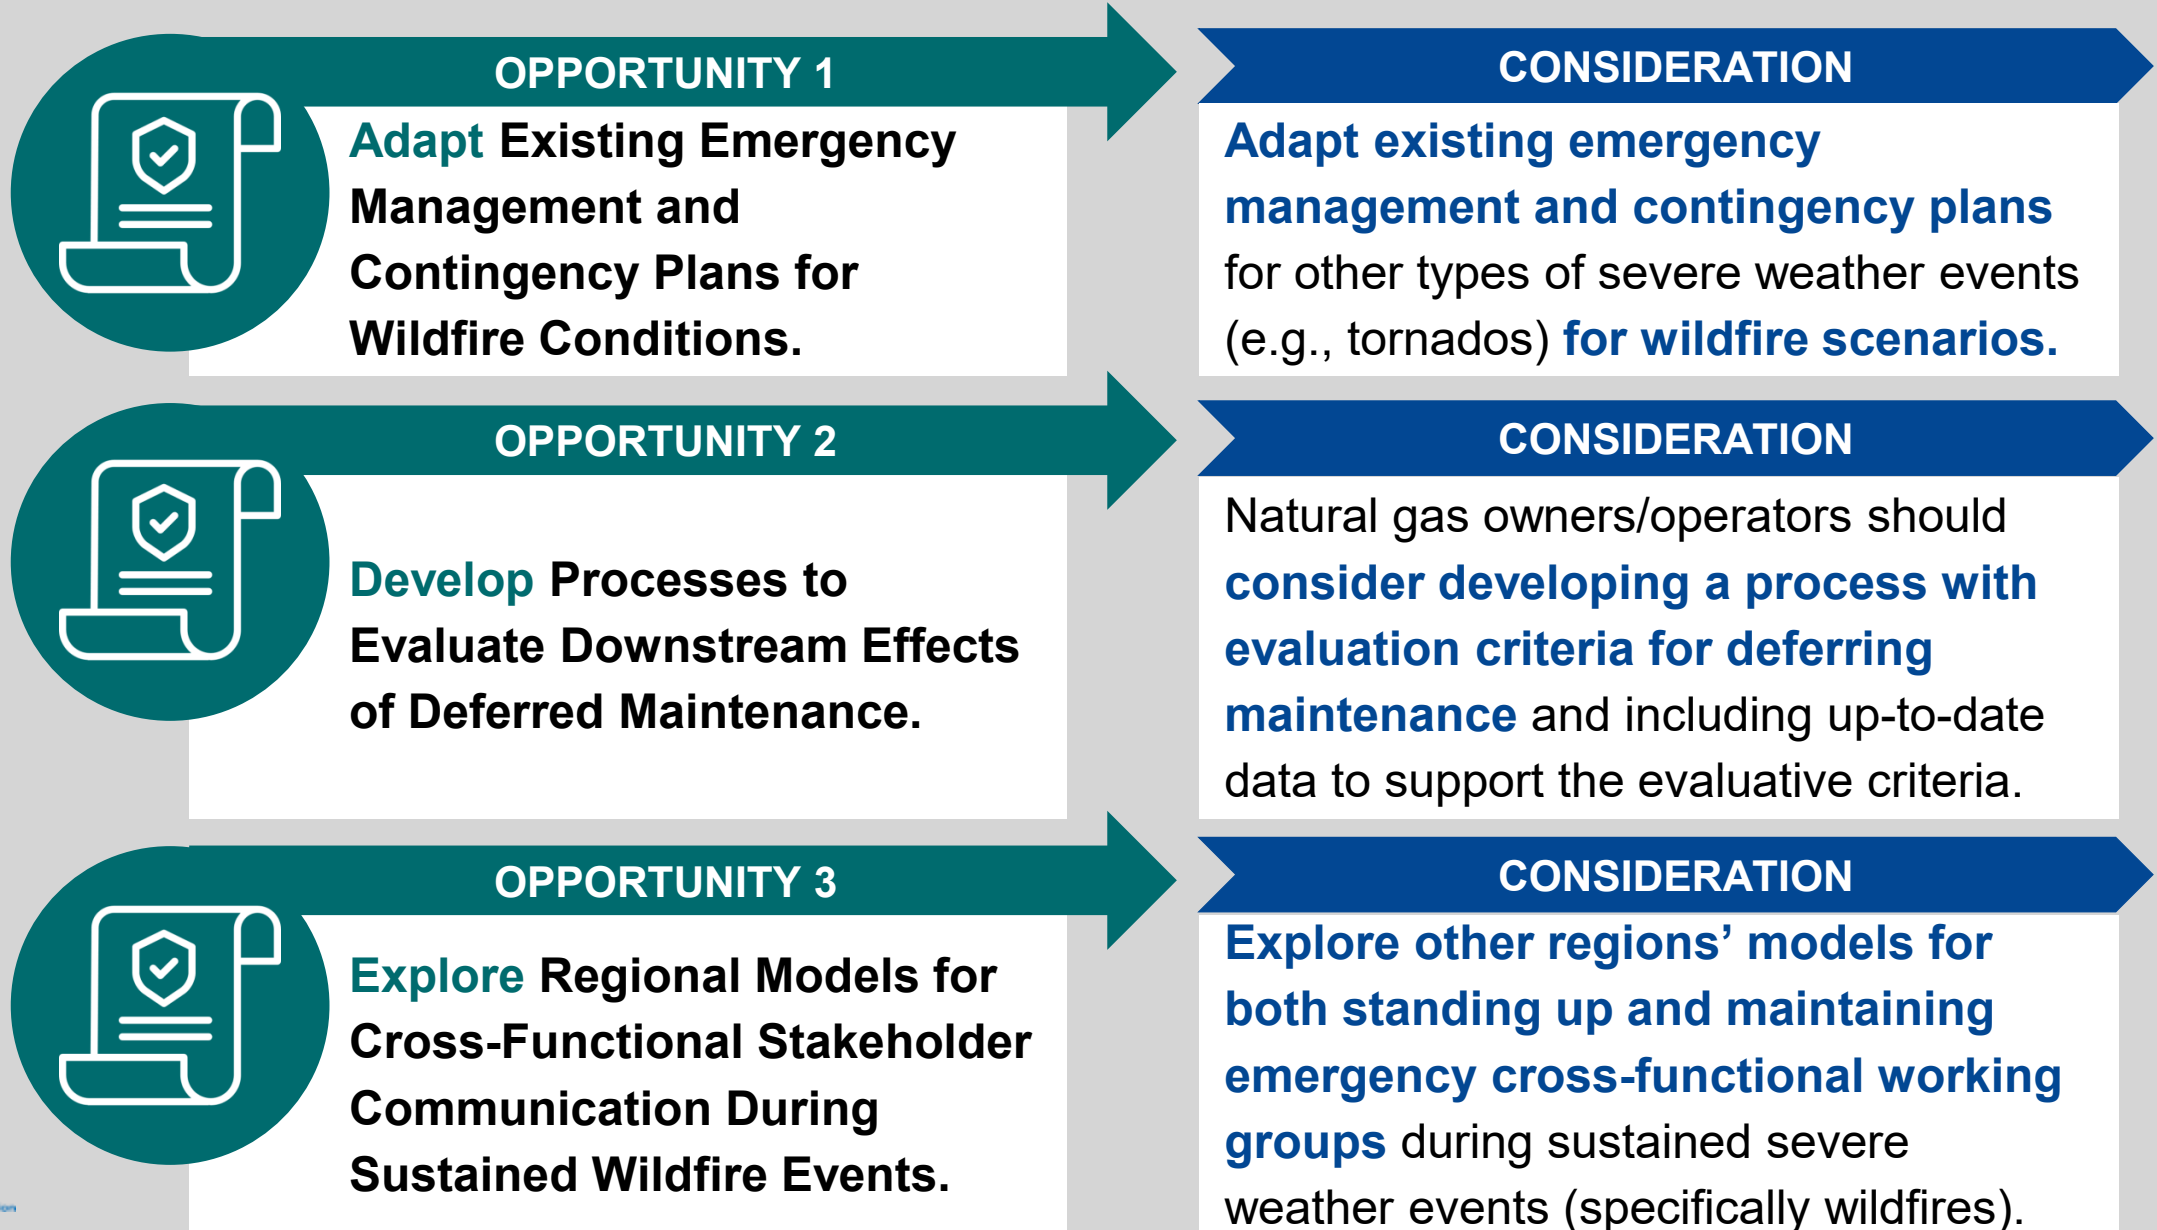 OPPORTUNITY 1
Adapt Existing Emergency
Management and
Contingency Plans for
Wildfire Conditions.
CONSIDERATION
Adapt existing emergency
management and contingency plans
for other types of severe weather events
(e.g., tornados) for wildfire scenarios.
OPPORTUNITY 2
Develop Processes to
Evaluate Downstream Effects
of Deferred Maintenance.
CONSIDERATION
Natural gas owners/operators should
consider developing a process with
evaluation criteria for deferring
maintenance and including up-to-date
data to support the evaluative criteria.
OPPORTUNITY 3
Explore Regional Models for
Cross-Functional Stakeholder
Communication During
Sustained Wildfire Events.
CONSIDERATION
Explore other regions’ models for
both standing up and maintaining
emergency cross-functional working
groups during sustained severe
weather events (specifically wildfires).